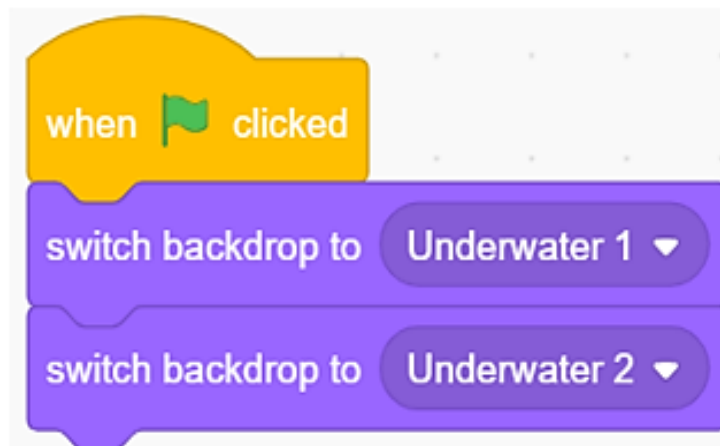 when clicked
switch backdrop to Underwater 1
switch backdrop to Underwater 2